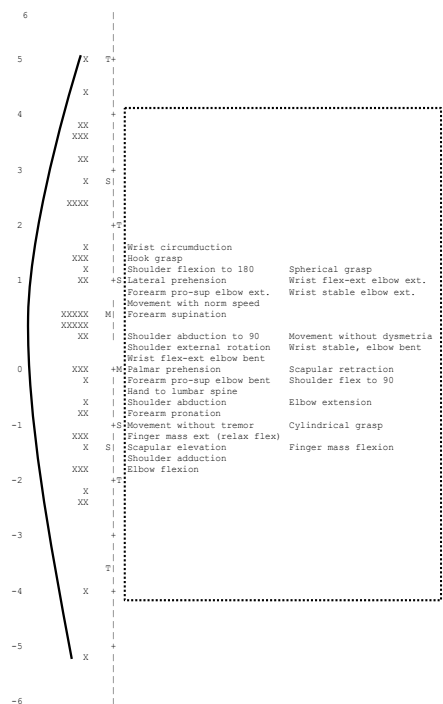 6
5 X T+
X
4 +
XX
XXX
XX
3 +
X S|
XXXX
2 +T
X | Wrist circumduction
XXX | Hook grasp
X | Shoulder flexion to 180 Spherical grasp
1 XX +S Lateral prehension Wrist flex-ext elbow ext.
Forearm pro-sup elbow ext. Wrist stable elbow ext.
Movement with norm speed
XXXXX M| Forearm supination
XXXXX |
XX | Shoulder abduction to 90 Movement without dysmetria
Shoulder external rotation Wrist stable, elbow bent
Wrist flex-ext elbow bent
0 XXX +M Palmar prehension Scapular retraction
X | Forearm pro-sup elbow bent Shoulder flex to 90
Hand to lumbar spine
X | Shoulder abduction Elbow extension
XX | Forearm pronation
-1 +S Movement without tremor Cylindrical grasp
XXX | Finger mass ext (relax flex)
X S| Scapular elevation Finger mass flexion
Shoulder adduction
XXX | Elbow flexion
-2 +T
X
XX
-3 +
T|
-4 X +
-5 +
X
-6